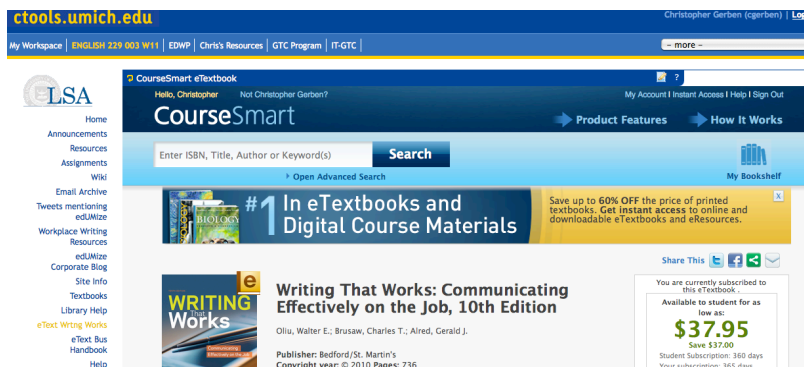 ctools.umich.edu
Christopher Gerben (cgerben) | Log
My Workspace | ENGLISH 229 003 W11 | EDWP | Chris's Resources | GTC Program | IT-GTC |
- more -
LSA
Home
Announcements
Resources
Assignments
Wiki
Email Archive
Tweets mentioning
edUMize
Workplace Writing
Resources
edUMize
Corporate Blog
Site Info
Textbooks
Library Help
eText Wrtng Works
eText Bus
Handbook
Help
CourseSmart eTextbook
?
Hello, Christopher Not Christopher Gerben?
My Account I Instant Access I Help I Sign Out
CourseSmart
Product Features
How It Works
Enter ISBN, Title, Author or Keyword(s)
Search
Open Advanced Search
My Bookshelf
BIOLOGY
#1 In eTextbooks and
Digital Course Materials
Save up to 60% OFF the price of printed
textbooks. Get instant access to online and
downloadable eTextbooks and eResources.
X
Share This
e
WRITING
That
Works
Communicating
Effectively on the Job
Writing That Works: Communicating
Effectively on the Job, 10th Edition
Oliu, Walter E.; Brusaw, Charles T.; Alred, Gerald J.
Publisher: Bedford/St. Martin's
Copyright year: © 2010 Pages: 736
You are currently subscribed to
this eTextbook .
Available to student for as
low as:
$37.95
Save $37.00
Student Subscription: 360 days
Your subscription: 365 days